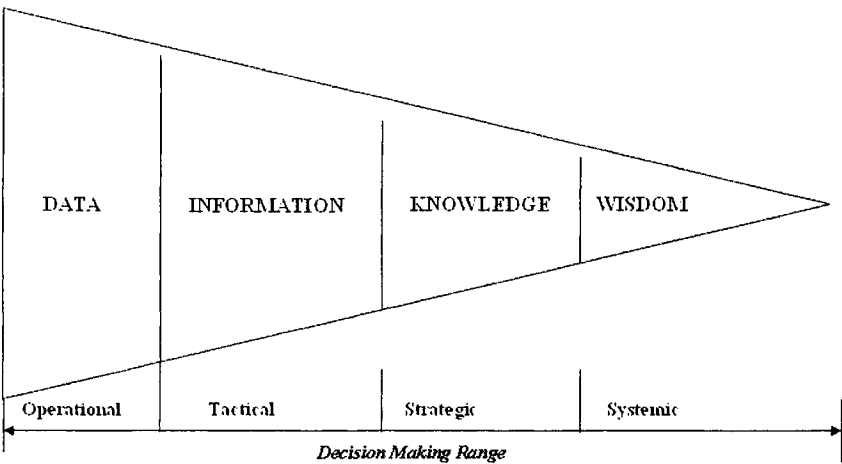 DATA INFORMATION KNOWLEDGE WISDOM
Operational Tactical Strategic Systemic
Decision Making Range